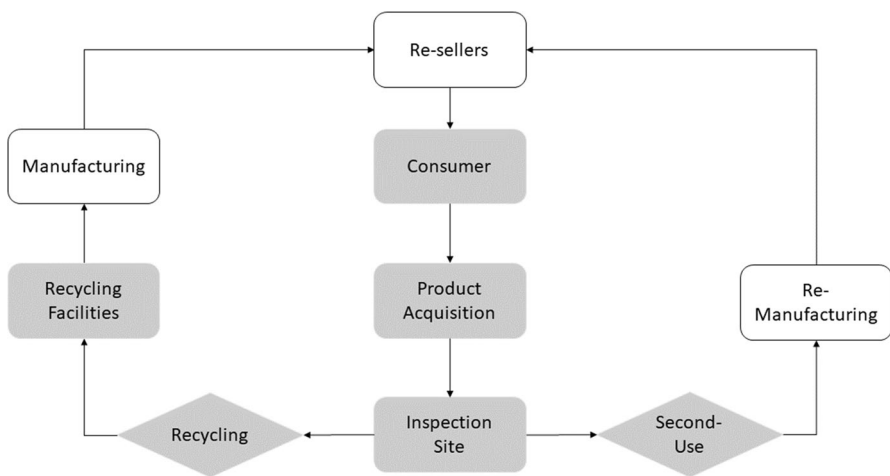 Re-sellers
Manufacturing
Consumer
Recycling
Facilities
Product
Acquisition
Re-
Manufacturing
Recycling
Inspection
Site
Second-
Use